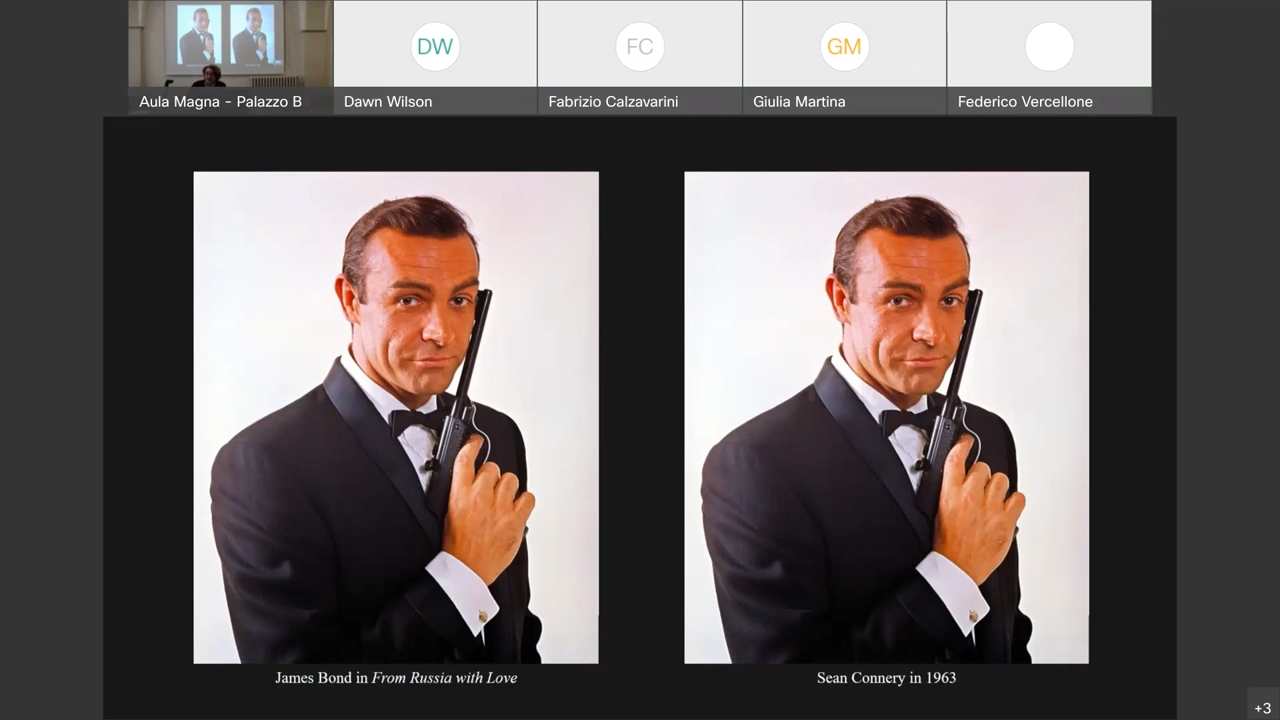 DW
FC
GM
Aula Magna - Palazzo B
Dawn Wilson
Fabrizio Calzavarini
Giulia Martina
Federico Vercellone
James Bond in From Russia with Love
Sean Connery in 1963
+3